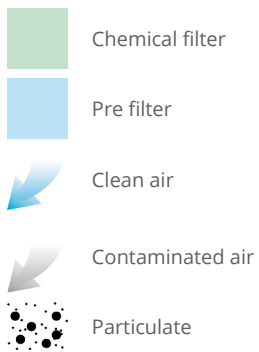 Chemical filter
Pre filter
Clean air
Contaminated air
Particulate